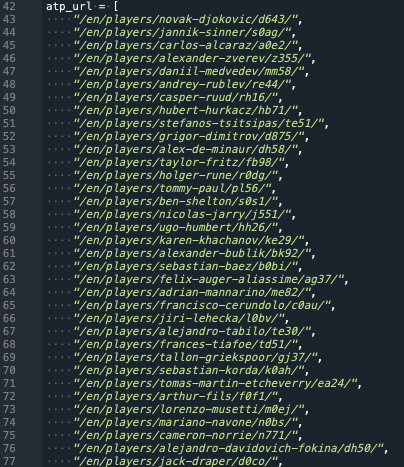 42 atp_url = [
43 "/en/players/novak-djokovic/d643/",
44 "/en/players/jannik-sinner/s0ag/",
45 "/en/players/carlos-alcaraz/a0e2/",
46 "/en/players/alexander-zverev/z355/",
47 "/en/players/daniil-medvedev/mm58/",
48 "/en/players/andrey-rublev/re44/",
49 "/en/players/casper-ruud/rh16/",
50 "/en/players/hubert-hurkacz/hb71/",
51 "/en/players/stefanos-tsitsipas/te51/",
52 "/en/players/grigor-dimitrov/d875/",
53 "/en/players/alex-de-minaur/dh58/",
54 "/en/players/taylor-fritz/fb98/",
55 "/en/players/holger-rune/r0dg/",
56 "/en/players/tommy-paul/pl56/",
57 "/en/players/ben-shelton/s0s1/",
58 "/en/players/nicolas-jarry/j551/",
59 "/en/players/ugo-humbert/hh26/",
60 "/en/players/karen-khachanov/ke29/",
61 "/en/players/alexander-bublik/bk92/",
62 "/en/players/sebastian-baez/b0bi/",
63 "/en/players/felix-auger-aliassime/ag37/",
64 "/en/players/adrian-mannarino/me82/",
65 "/en/players/francisco-cerundolo/c0au/",
66 "/en/players/jiri-lehecka/l0bv/",
67 "/en/players/alejandro-tabilo/te30/",
68 "/en/players/frances-tiafoe/td51/",
69 "/en/players/tallon-griekspoor/gj37/",
70 "/en/players/sebastian-korda/k0ah/",
71 "/en/players/tomas-martin-etcheverry/ea24/",
72 "/en/players/arthur-fils/f0f1/",
73 "/en/players/lorenzo-musetti/m0ej/",
74 "/en/players/mariano-navone/n0bs/",
75 "/en/players/cameron-norrie/n771/",
76 "/en/players/alejandro-davidovich-fokina/dh50/",
77 "/en/players/jack-draper/d0co/",